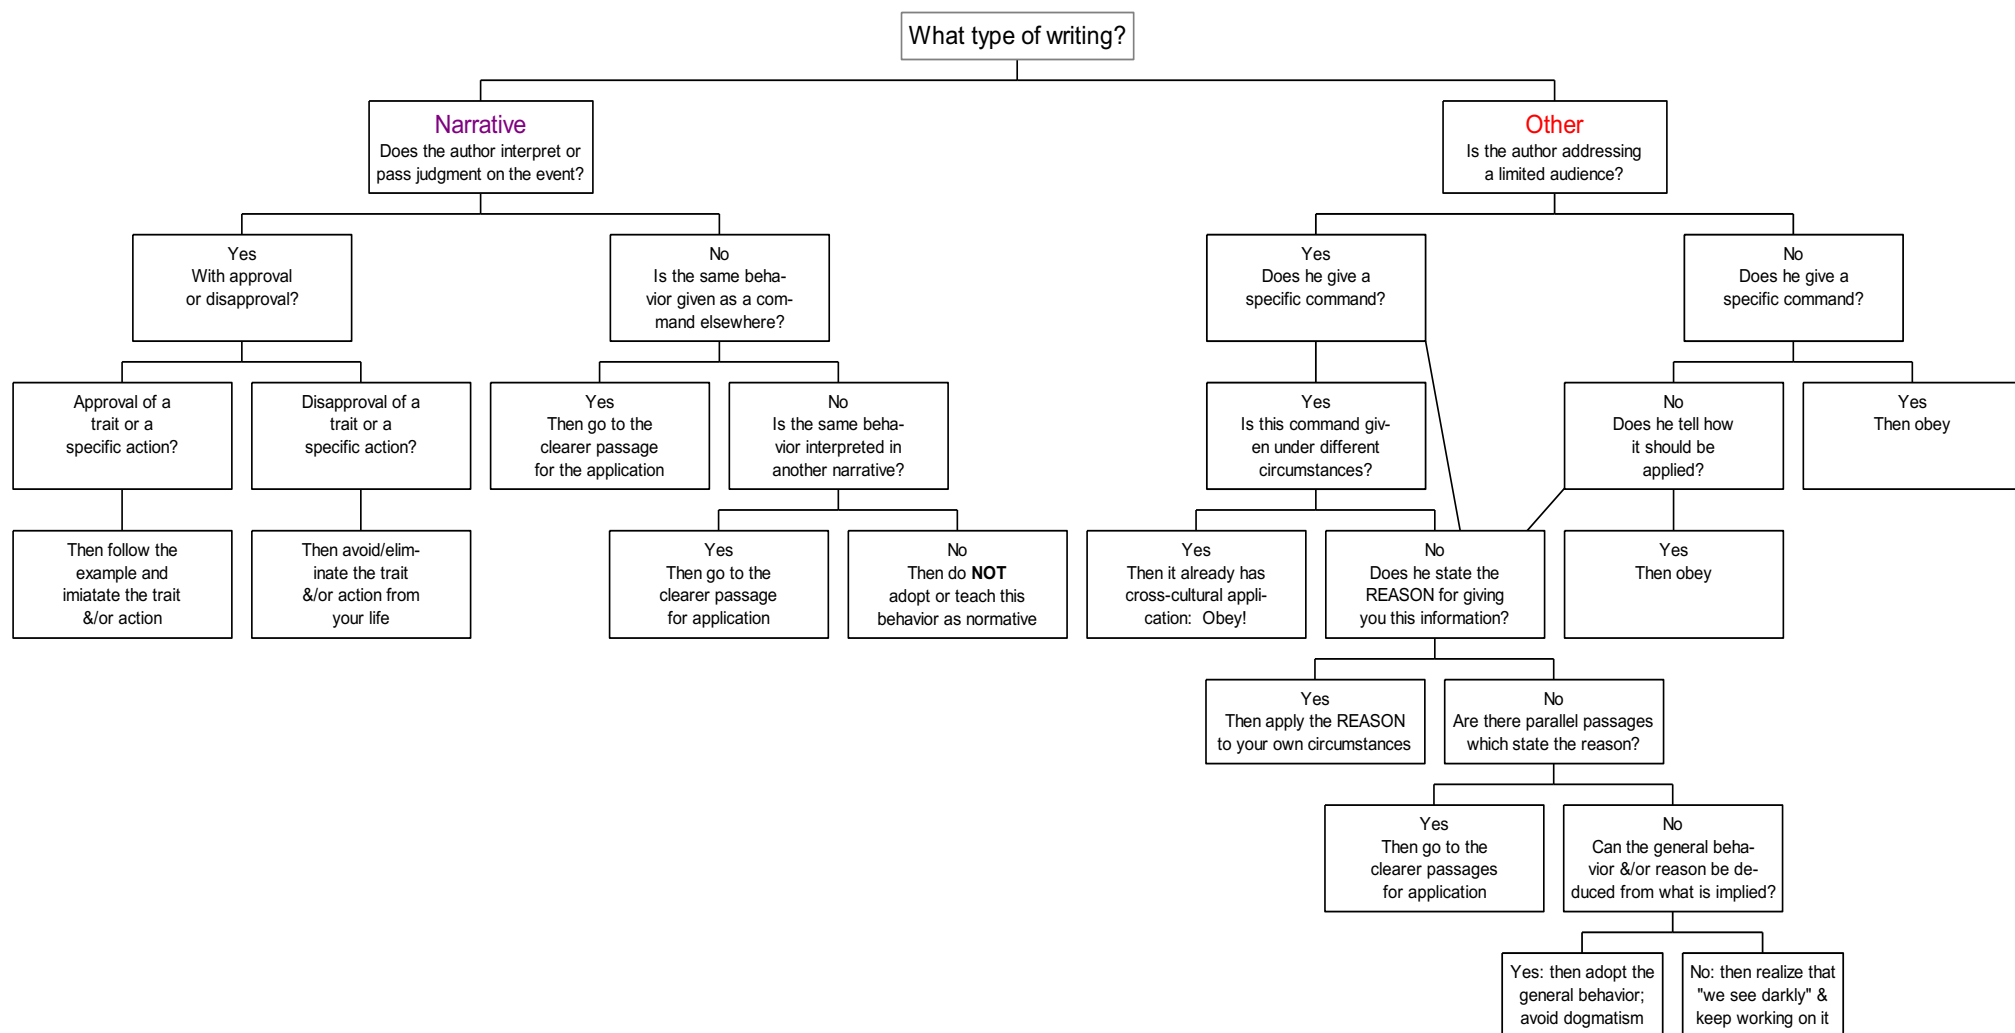 What type of writing?
Narrative
Does the author interpret or
pass judgment on the event?
Other
Is the author addressing
a limited audience?
Yes
With approval
or disapproval?
No
Is the same beha-
vior given as a com-
mand elsewhere?
Yes
Does he give a
specific command?
No
Does he give a
specific command?
Approval of a
trait or a
specific action?
Disapproval of a
trait or a
specific action?
Yes
Then go to the
clearer passage
for the application
No
Is the same beha-
vior interpreted in
another narrative?
Yes
Is this command giv-
en under different
circumstances?
No
Does he tell how
it should be
applied?
Yes
Then obey
Then follow the
example and
imiatate the trait
&/or action
Then avoid/elim-
inate the trait
&/or action from
your life
Yes
Then go to the
clearer passage
for application
No
Then do NOT
adopt or teach this
behavior as normative
Yes
Then it already has
cross-cultural appli-
cation:  Obey!
No
Does he state the
REASON for giving
you this information?
Yes
Then obey
Yes
Then apply the REASON
to your own circumstances
No
Are there parallel passages
which state the reason?
Yes
Then go to the
clearer passages
for application
No
Can the general beha-
vior &/or reason be de-
duced from what is implied?
Yes: then adopt the
general behavior;
avoid dogmatism
No: then realize that
"we see darkly" &
keep working on it